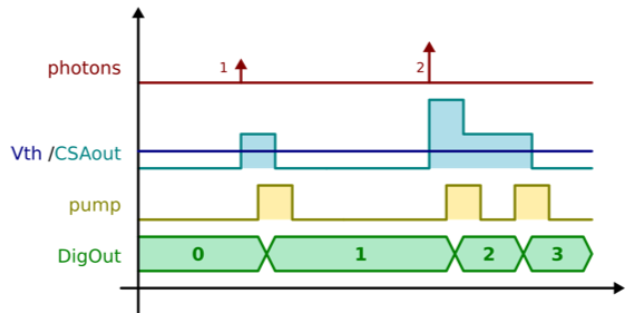 photons 1 2
Vth /CSAout
pump
DigOut 0 1 2 3